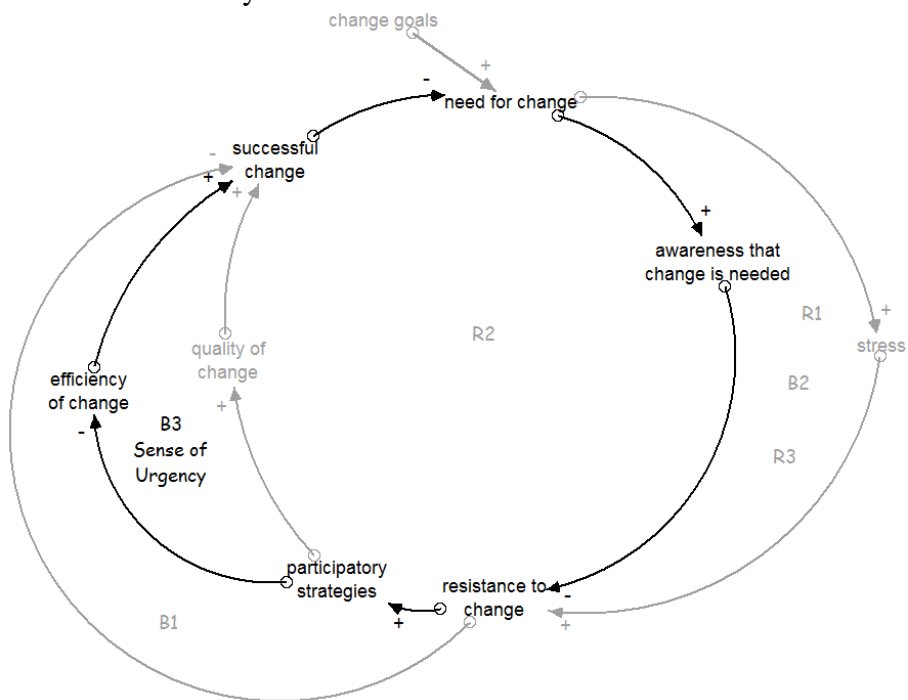 change goals
+
-
need for change
successful
change
-
+
+
+
awareness that
change is needed
R1
+
R2
stress
quality of
change
B2
efficiency
of change
+
-
B3
Sense of
Urgency
R3
participatory
strategies
resistance to
change
-
+
+
B1